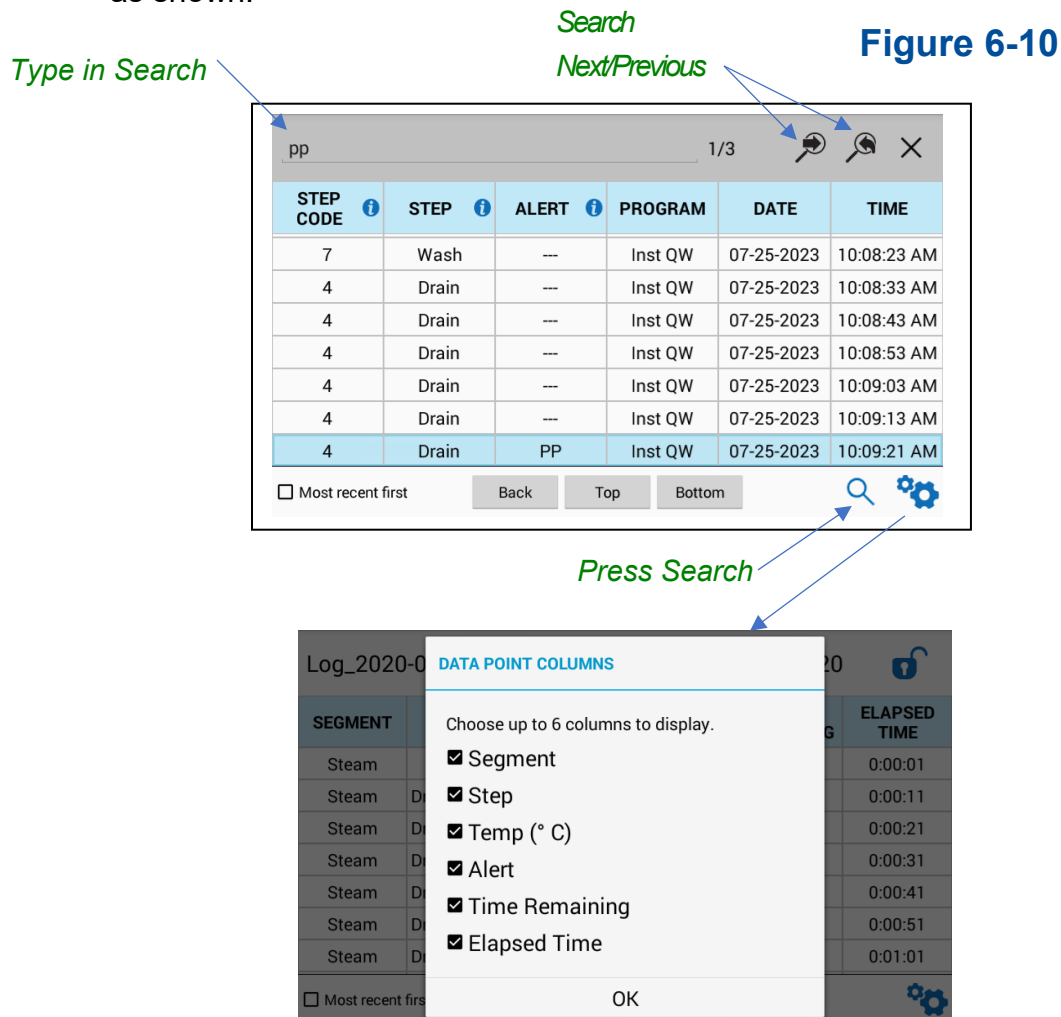 as shown.
Search
Next/Previous
Figure 6-10
Type in Search
pp 1/3
STEP CODE STEP ALERT PROGRAM DATE TIME
7 Wash --- Inst QW 07-25-2023 10:08:23 AM
4 Drain --- Inst QW 07-25-2023 10:08:33 AM
4 Drain --- Inst QW 07-25-2023 10:08:43 AM
4 Drain --- Inst QW 07-25-2023 10:08:53 AM
4 Drain --- Inst QW 07-25-2023 10:09:03 AM
4 Drain --- Inst QW 07-25-2023 10:09:13 AM
4 Drain PP Inst QW 07-25-2023 10:09:21 AM
Most recent first Back Top Bottom
Press Search
Log_2020-0 20
DATA POINT COLUMNS
SEGMENT G ELAPSED TIME
Choose up to 6 columns to display.
Segment
Step
Temp (° C)
Alert
Time Remaining
Elapsed Time
OK
Steam 0:00:01
Steam D 0:00:11
Steam D 0:00:21
Steam D 0:00:31
Steam D 0:00:41
Steam D 0:00:51
Steam D 0:01:01
Most recent firs